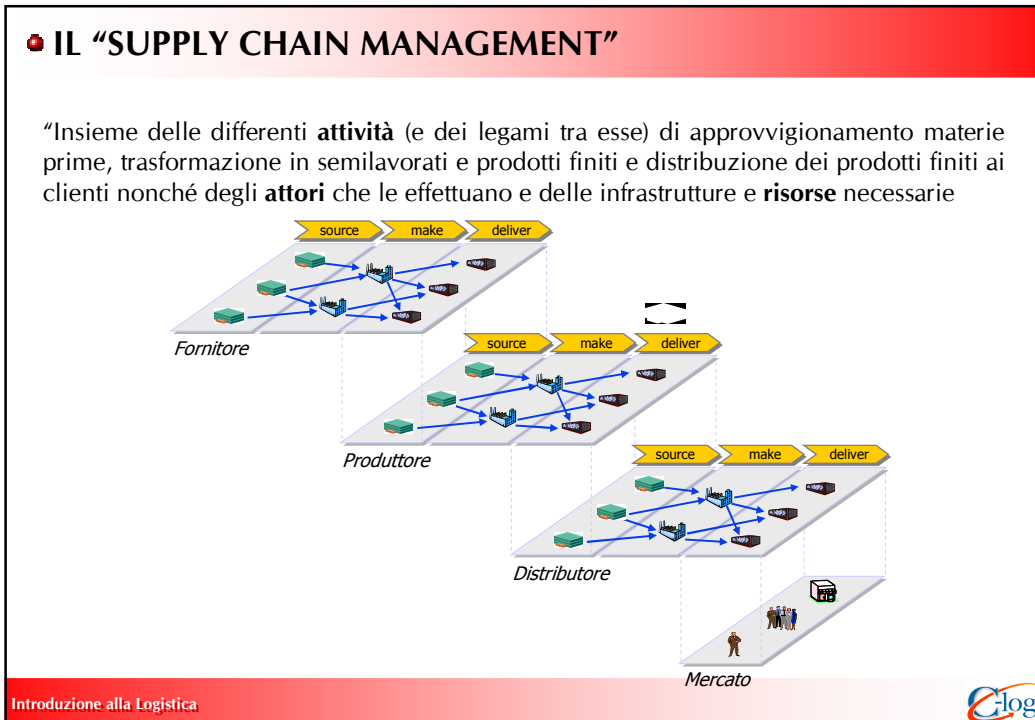 IL “SUPPLY CHAIN MANAGEMENT”
“Insieme delle differenti attività (e dei legami tra esse) di approvvigionamento materie
prime, trasformazione in semilavorati e prodotti finiti e distribuzione dei prodotti finiti ai
clienti nonché degli attori che le effettuano e delle infrastrutture e risorse necessarie
source make deliver
Fornitore
source make deliver
Produttore
source make deliver
Distributore
Mercato
Introduzione alla Logistica
C-log